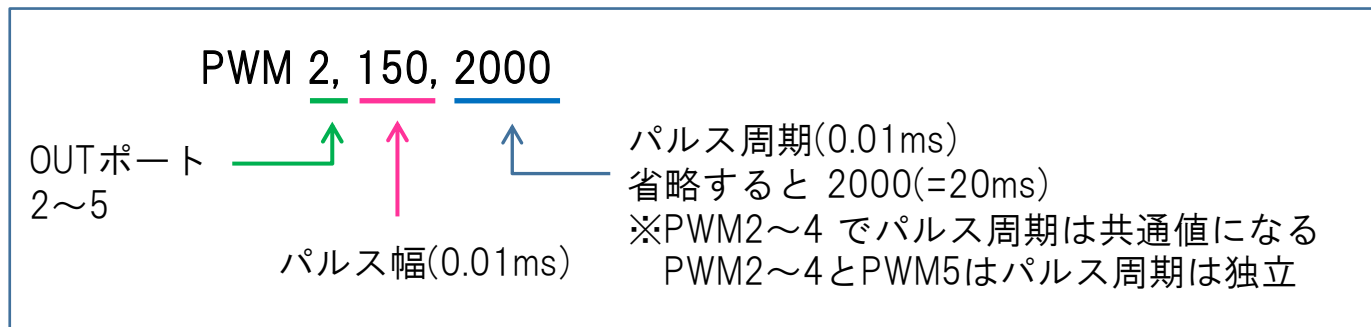 PWM 2, 150, 2000
OUTポート
2～5
パルス幅(0.01ms)
パルス周期(0.01ms)
省略すると 2000(=20ms)
※PWM2～4 でパルス周期は共通値になる
PWM2～4とPWM5はパルス周期は独立